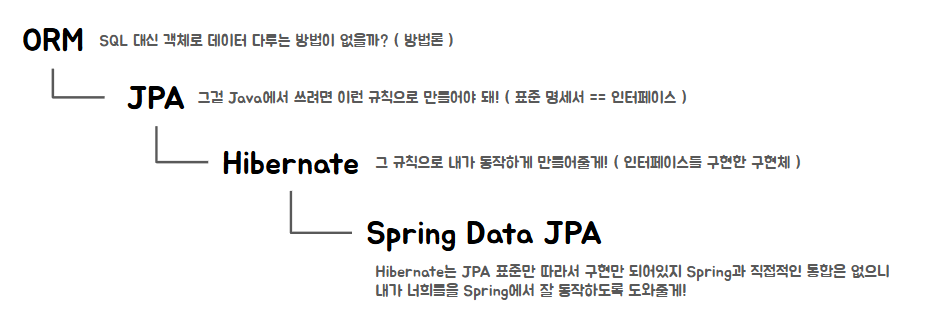 ORM SQL 대신 객체로 데이터 다루는 방법이 없을까? ( 방법론 )
JPA 그걸 Java에서 쓰려면 이런 규칙으로 만들어야 돼! ( 표준 명세서 == 인터페이스 )
Hibernate 그 규칙으로 내가 동작하게 만들어줄게! ( 인터페이스를 구현한 구현체 )
Spring Data JPA
Hibernate는 JPA 표준만 따라서 구현만 되어있지 Spring과 직접적인 통합은 없으니
내가 너희들을 Spring에서 잘 동작하도록 도와줄게!